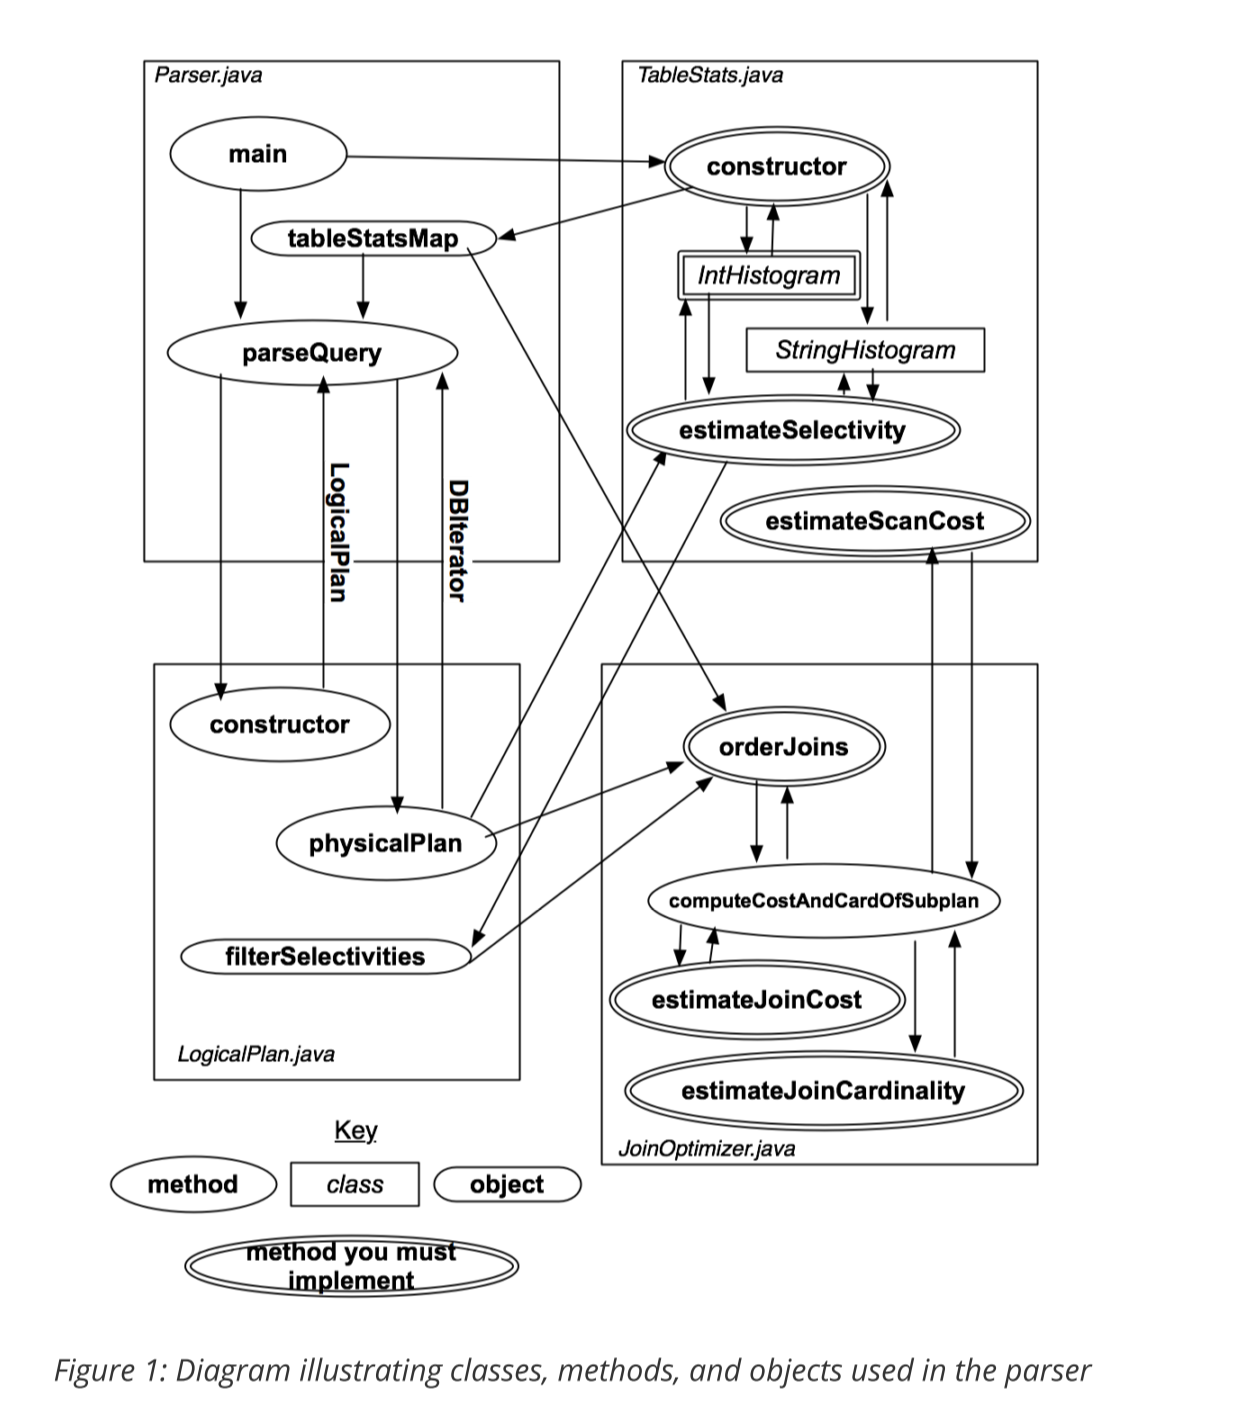 Parser.java
main
tableStatsMap
parseQuery
LogicalPlan
DBIterator
TableStats.java
constructor
IntHistogram
StringHistogram
estimateSelectivity
estimateScanCost
constructor
physicalPlan
filterSelectivities
LogicalPlan.java
orderJoins
computeCostAndCardOfSubplan
estimateJoinCost
estimateJoinCardinality
JoinOptimizer.java
Key
method
class
object
method you must
implement
Figure 1: Diagram illustrating classes, methods, and objects used in the parser